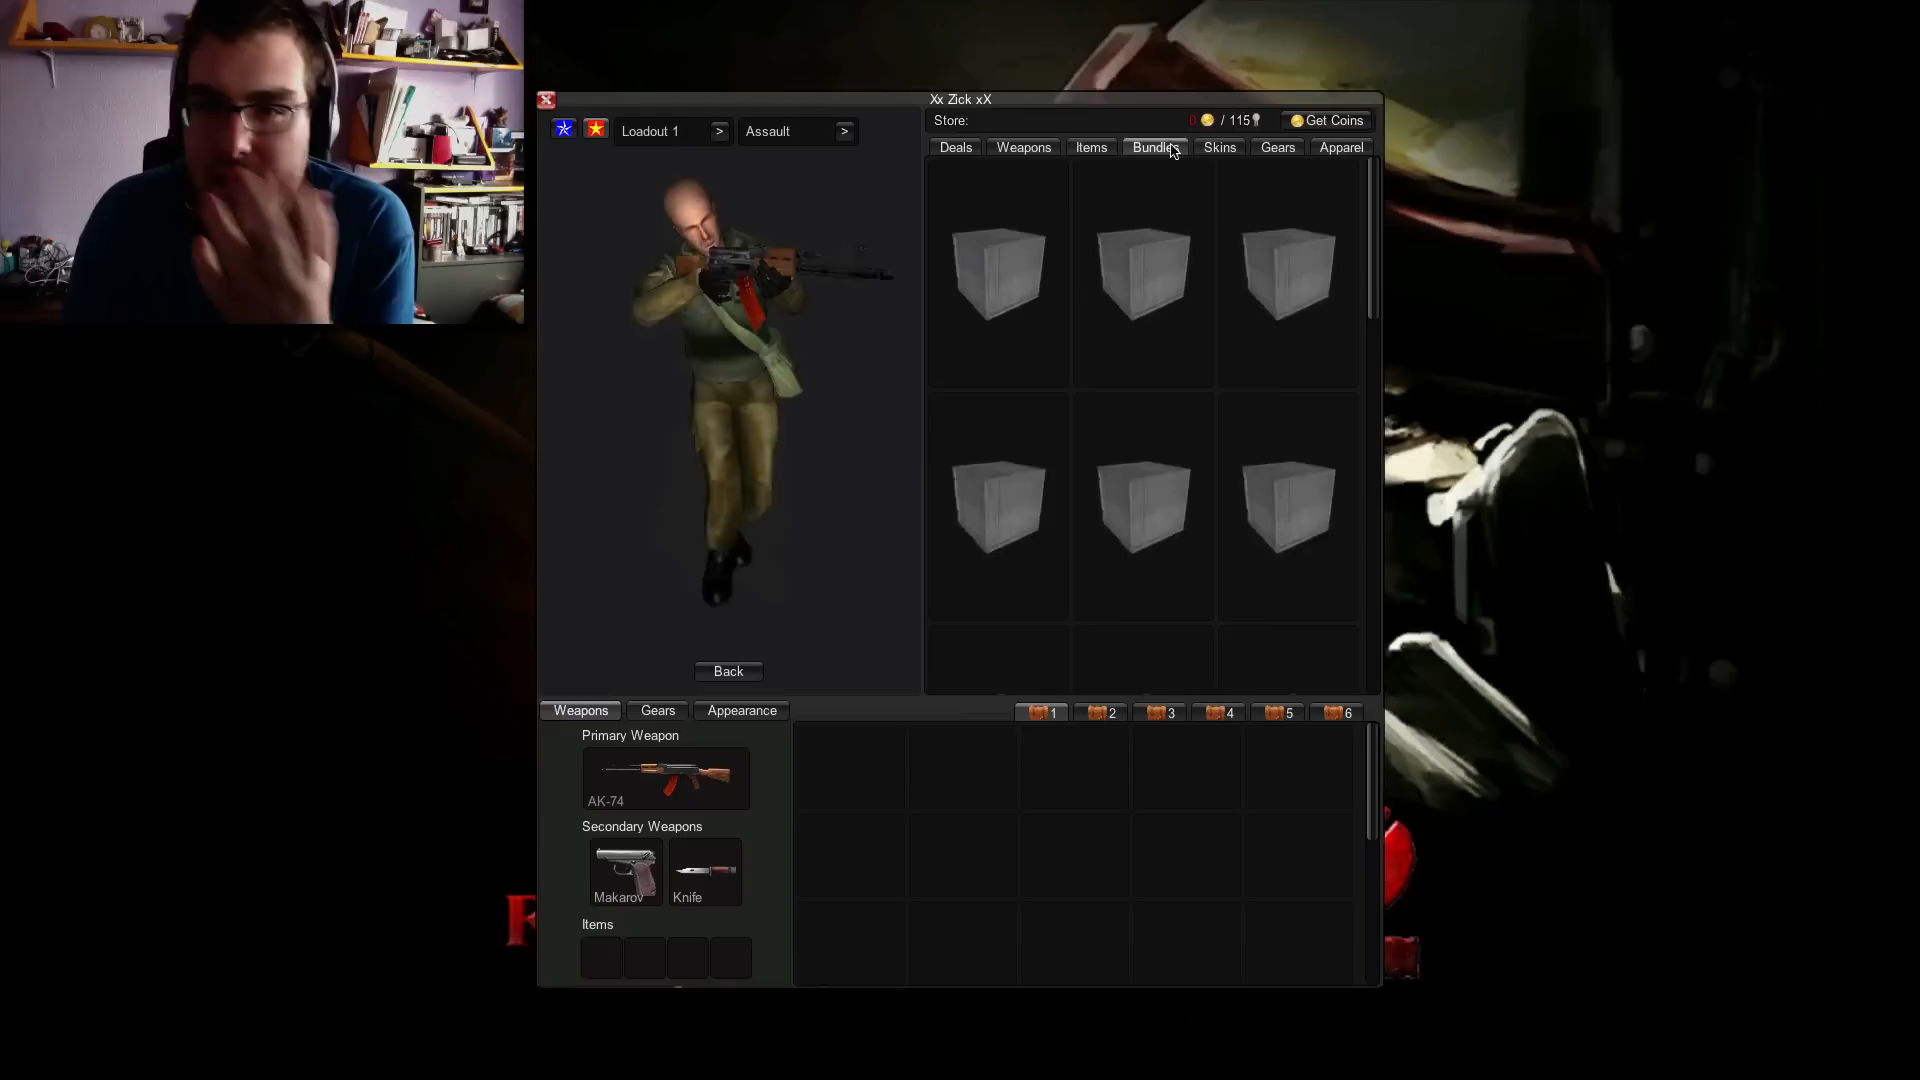 Xx Zick xX
Loadout 1 > Assault >
Store: 0 / 115 Get Coins
Deals Weapons Items Bundles Skins Gears Apparel
Back
Weapons Gears Appearance
1 2 3 4 5 6
Primary Weapon
AK-74
Secondary Weapons
Makarov Knife
Items
R